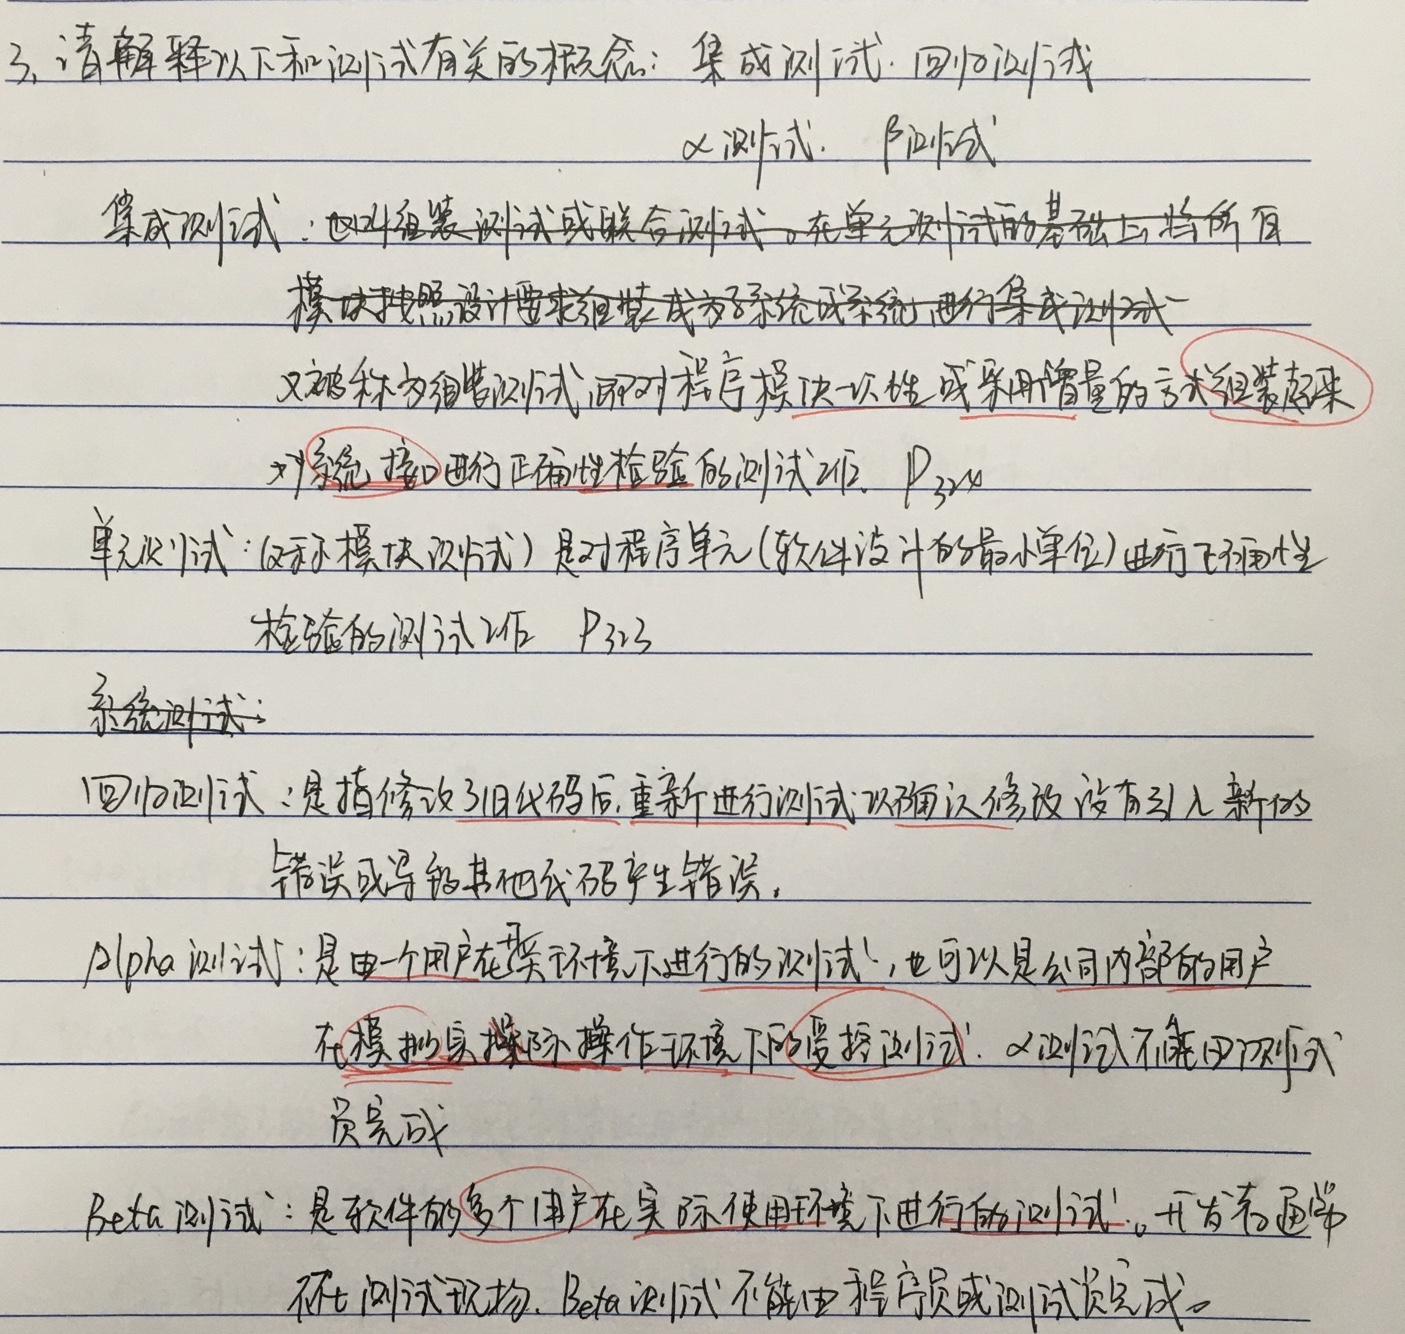 3. 请解释以下和测试有关的概念: 集成测试. 回归测试
α测试. β测试
集成测试: 也叫组装测试或联合测试。在单元测试的基础上,将所有
模块按照设计要求组装成为子系统或系统,进行集成测试
又被称为组装测试,即对程序模块一次性或采用增量的方式组装起来
对系统接口进行正确性检验的测试工作. P324
单元测试: (又称模块测试) 是对程序单元(软件设计的最小单位)进行正确性
检验的测试工作 P323
系统测试:
回归测试: 是指修改了旧代码后,重新进行测试以确认修改没有引入新的
错误或导致其他代码产生错误.
Alpha测试: 是由一个用户在开发环境下进行的测试,也可以是公司内部的用户
在模拟实际操作环境下的受控测试. α测试不能由测试
员完成
Beta测试: 是软件的多个用户在实际使用环境下进行的测试。开发者通常
不在测试现场. Beta测试不能由程序员或测试员完成。